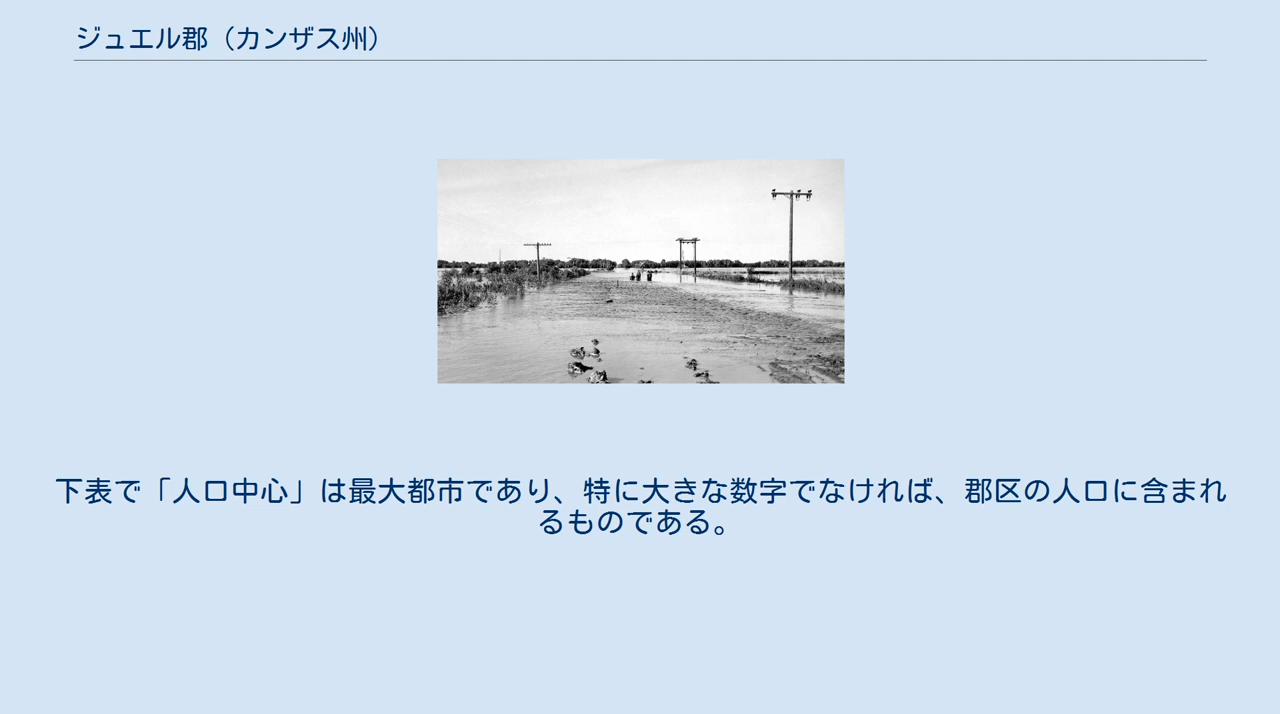 ジュエル郡（カンザス州）
下表で「人口中心」は最大都市であり、特に大きな数字でなければ、郡区の人口に含まれ
るものである。